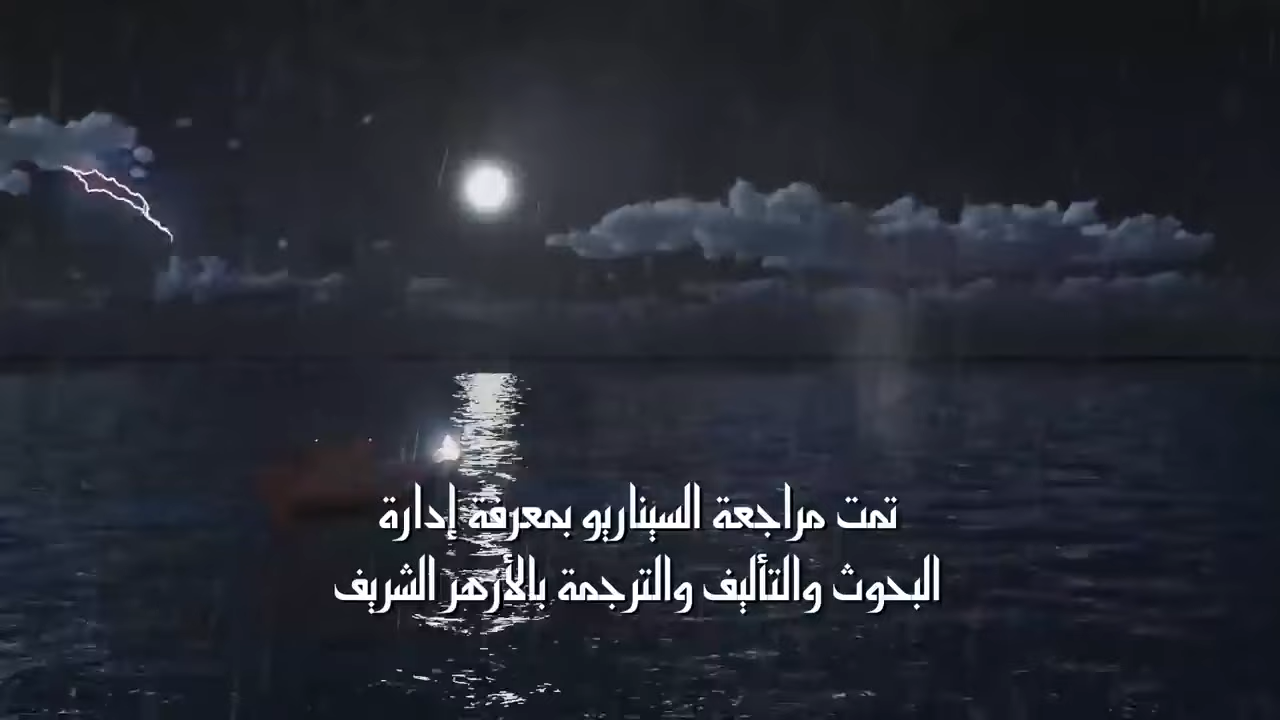 تمت مراجعة السيناريو بمعرفة إدارة
البحوث والتأليف والترجمة بالأزهر الشريف